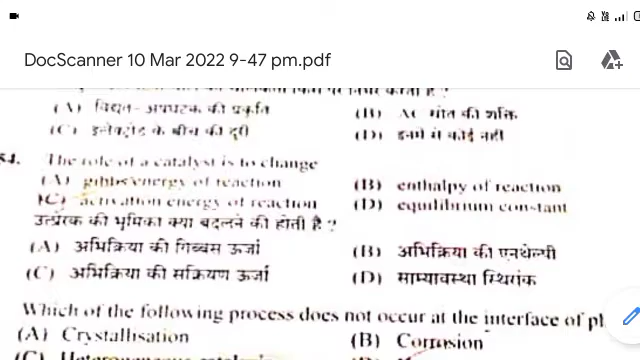 DocScanner 10 Mar 2022 9-47 pm.pdf
(A) विद्युत-अपघटक की प्रकृति (B) AC स्रोत की शक्ति
(C) इलेक्ट्रोड के बीच की दूरी (D) इनमें से कोई नहीं
54. The role of a catalyst is to change
(A) gibbs energy of reaction (B) enthalpy of reaction
(C) activation energy of reaction (D) equilibrium constant
उत्प्रेरक की भूमिका क्या बदलने की होती है ?
(A) अभिक्रिया की गिब्बस ऊर्जा (B) अभिक्रिया की एनथेल्पी
(C) अभिक्रिया की सक्रियण ऊर्जा (D) साम्यावस्था स्थिरांक
Which of the following process does not occur at the interface of
(A) Crystallisation (B) Corrosion